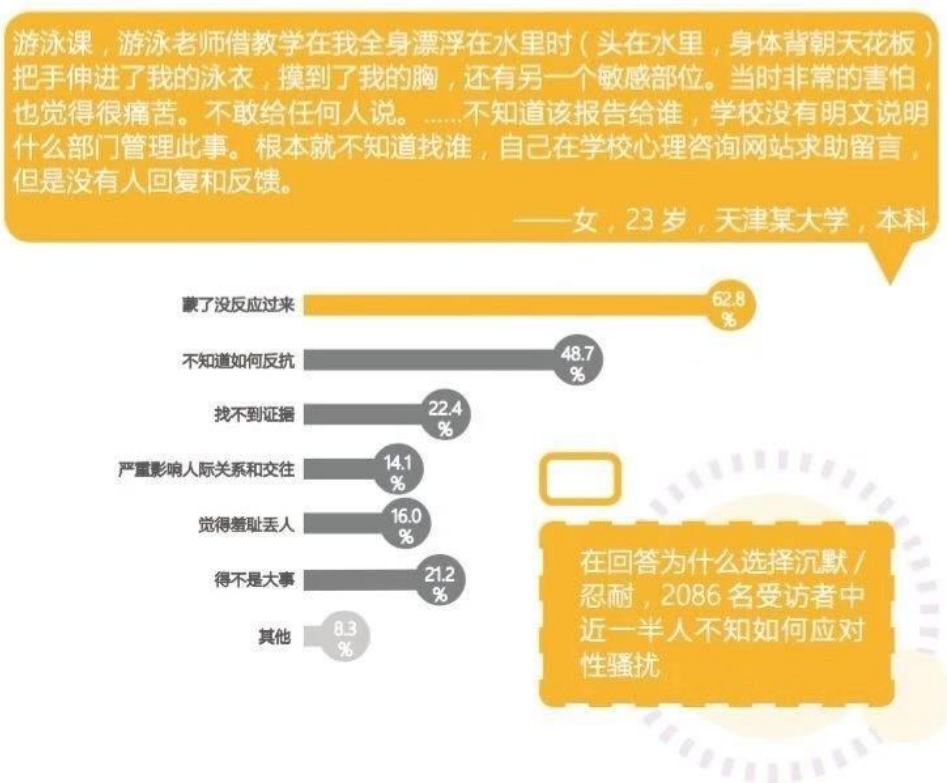 游泳课，游泳老师借教学在我全身漂浮在水里时（头在水里，身体背朝天花板）
把手伸进了我的泳衣，摸到了我的胸，还有另一个敏感部位。当时非常的害怕，
也觉得很痛苦。不敢给任何人说。......不知道该报告给谁，学校没有明文说明
什么部门管理此事。根本就不知道找谁，自己在学校心理咨询网站求助留言，
但是没有人回复和反馈。
——女，23 岁，天津某大学，本科
蒙了没反应过来
62.8
%
不知道如何反抗
48.7
%
找不到证据
22.4
%
严重影响人际关系和交往
14.1
%
觉得羞耻丢人
16.0
%
得不是大事
21.2
%
其他
8.3
%
在回答为什么选择沉默 /
忍耐，2086 名受访者中
近一半人不知如何应对
性骚扰